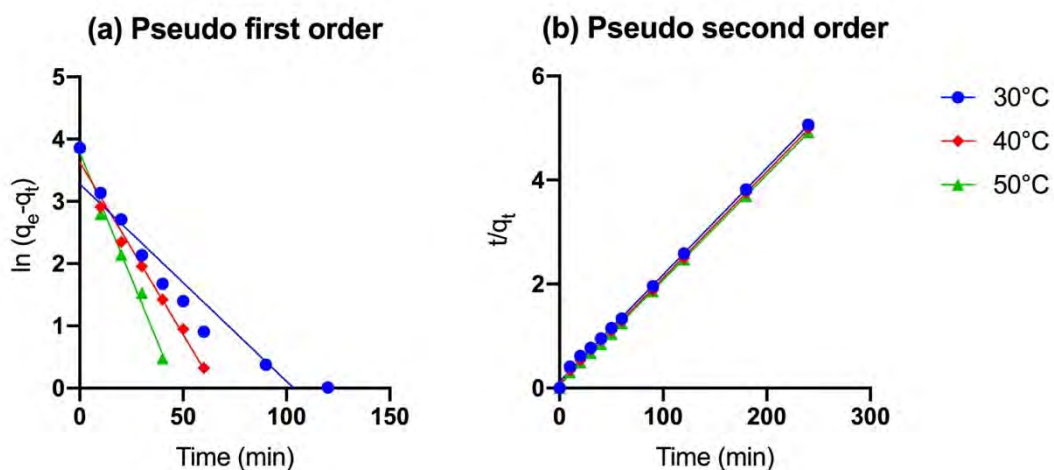 (a) Pseudo first order
ln (qe-qt)
5
4
3
2
1
0
0 50 100 150
Time (min)
(b) Pseudo second order
t/qt
6
4
2
0
0 100 200 300
Time (min)
30°C
40°C
50°C